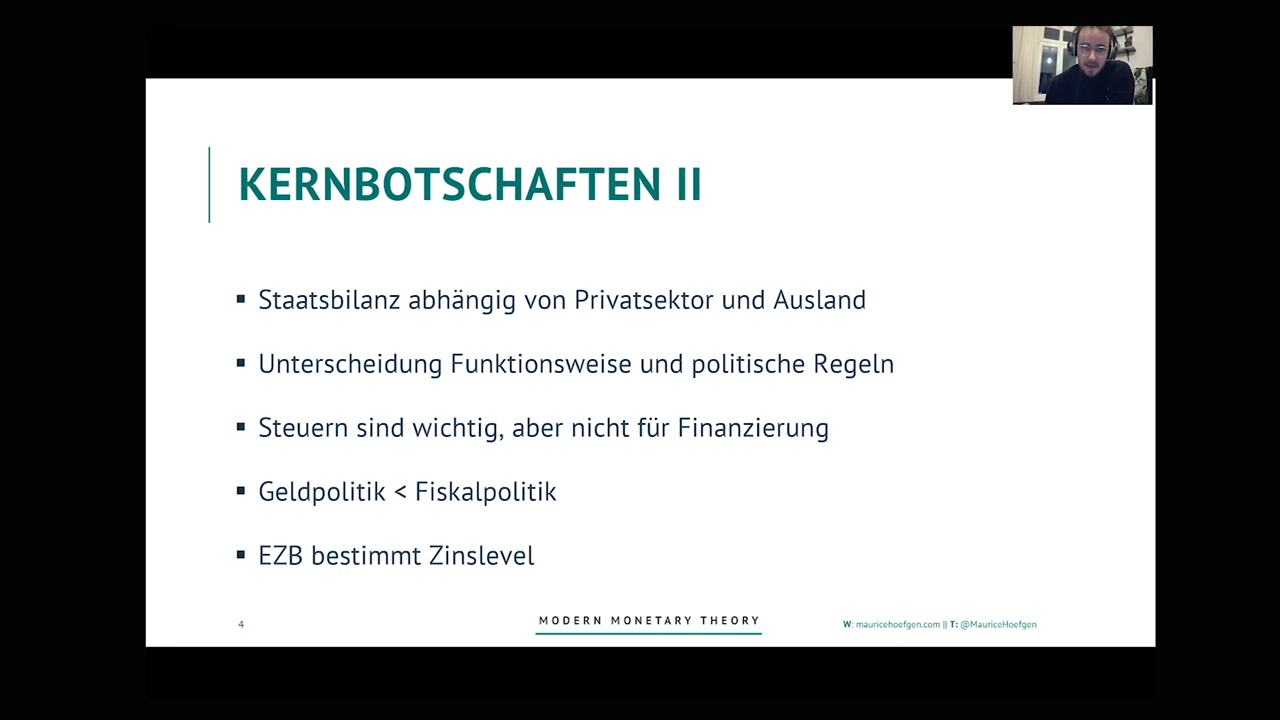 KERNBOTSCHAFTEN II
▪ Staatsbilanz abhängig von Privatsektor und Ausland
▪ Unterscheidung Funktionsweise und politische Regeln
▪ Steuern sind wichtig, aber nicht für Finanzierung
▪ Geldpolitik < Fiskalpolitik
▪ EZB bestimmt Zinslevel
4
MODERN MONETARY THEORY
W: mauricehoefgen.com || T: @MauriceHoefgen